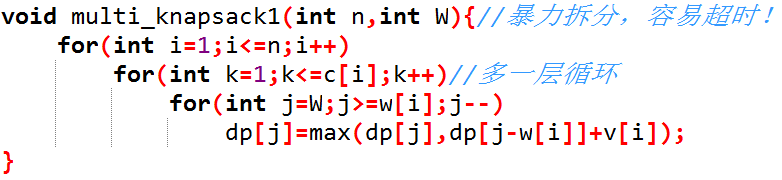 void multi_knapsack1(int n,int W){//暴力拆分，容易超时！
    for(int i=1;i<=n;i++)
        for(int k=1;k<=c[i];k++)//多一层循环
            for(int j=W;j>=w[i];j--)
                dp[j]=max(dp[j],dp[j-w[i]]+v[i]);
}